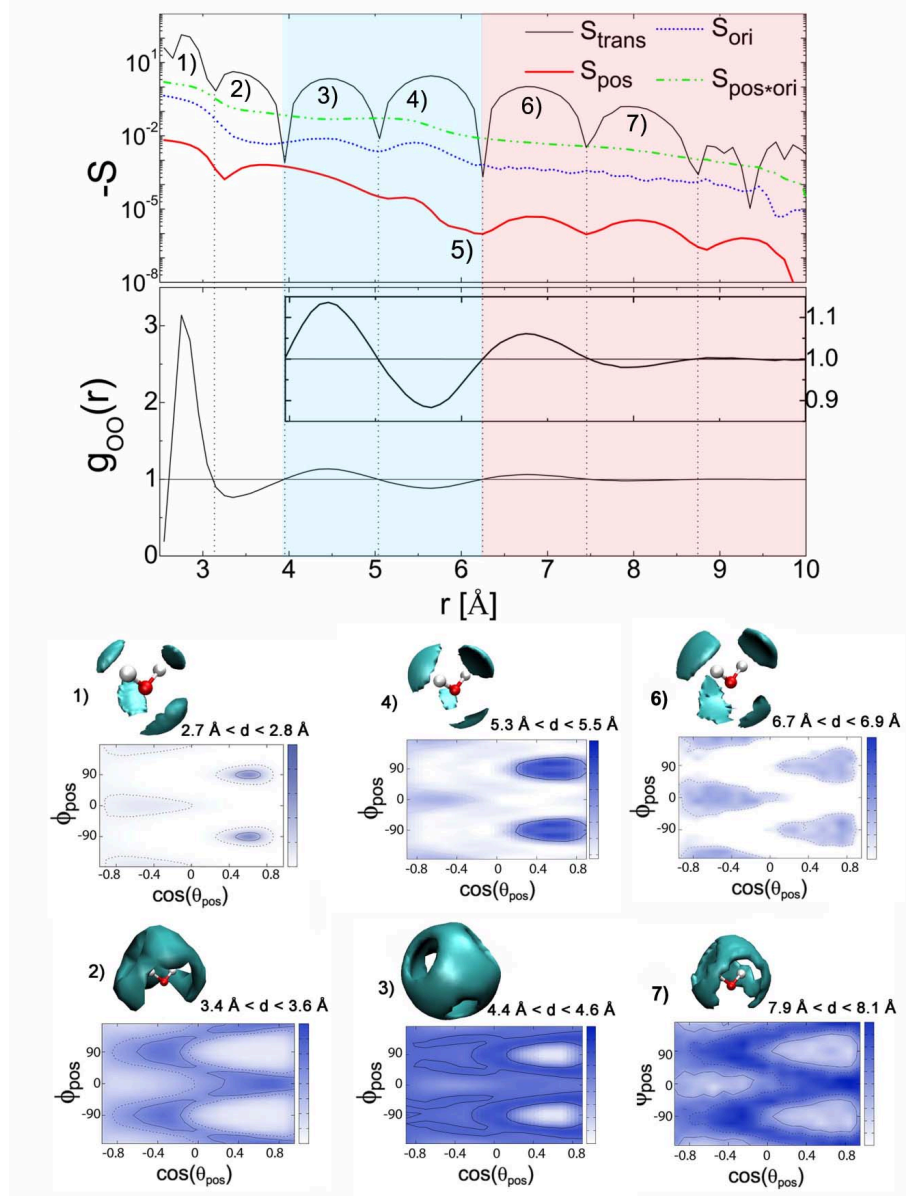 10¹
10⁻²
10⁻⁵
10⁻⁸
-S
1)
2)
3)
4)
5)
6)
7)
S_trans
S_pos
S_ori
S_pos*ori
3
2
1
0
g_OO(r)
1.1
1.0
0.9
3 4 5 6 7 8 9 10
r [Å]
1)
2.7 Å < d < 2.8 Å
90
0
-90
ϕ_pos
-0.8 -0.4 0 0.4 0.8
cos(θ_pos)
4)
5.3 Å < d < 5.5 Å
90
0
-90
ϕ_pos
-0.8 -0.4 0 0.4 0.8
cos(θ_pos)
6)
6.7 Å < d < 6.9 Å
90
0
-90
ϕ_pos
-0.8 -0.4 0 0.4 0.8
cos(θ_pos)
2)
3.4 Å < d < 3.6 Å
90
0
-90
ϕ_pos
-0.8 -0.4 0 0.4 0.8
cos(θ_pos)
3)
4.4 Å < d < 4.6 Å
90
0
-90
ϕ_pos
-0.8 -0.4 0 0.4 0.8
cos(θ_pos)
7)
7.9 Å < d < 8.1 Å
90
0
-90
ψ_pos
-0.8 -0.4 0 0.4 0.8
cos(θ_pos)